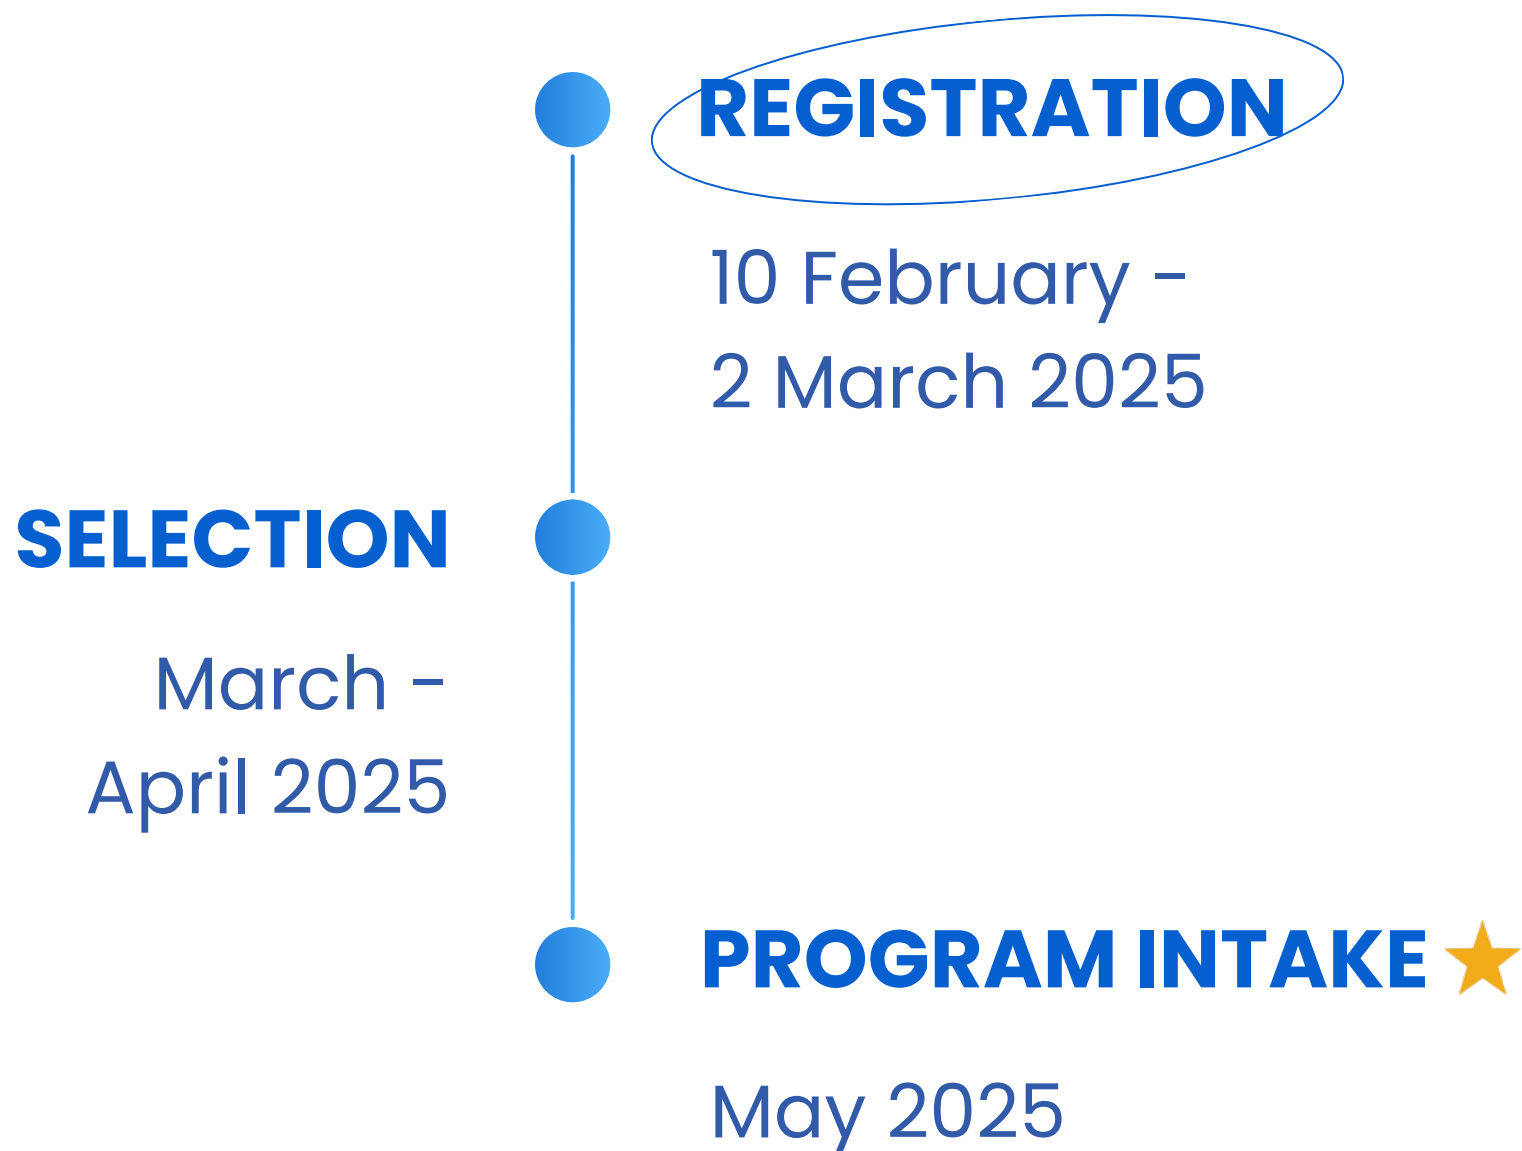 REGISTRATION
10 February -
2 March 2025
SELECTION
March -
April 2025
PROGRAM INTAKE
May 2025